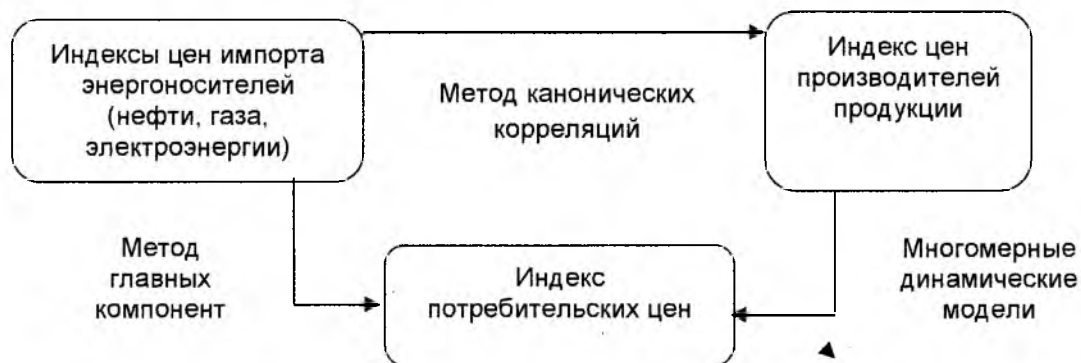 Индексы цен импорта
энергоносителей
(нефти, газа,
электроэнергии)
Метод канонических
корреляций
Индекс цен
производителей
продукции
Метод
главных
компонент
Индекс
потребительских цен
Многомерные
динамические
модели